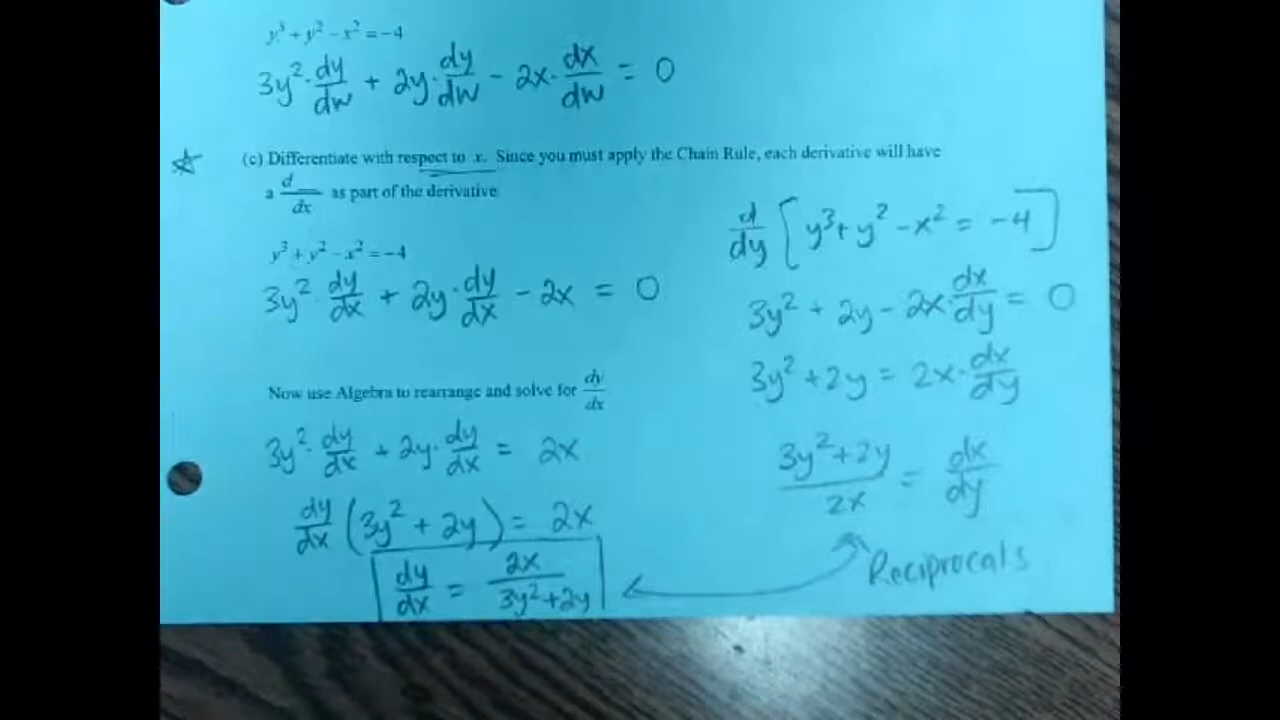 y³ + y² − x² = −4
3y² · dy/dw + 2y · dy/dw − 2x · dx/dw = 0
☆ (c) Differentiate with respect to x. Since you must apply the Chain Rule, each derivative will have
a d__/dx as part of the derivative
y³ + y² − x² = −4
3y² · dy/dx + 2y · dy/dx − 2x = 0
Now use Algebra to rearrange and solve for dy/dx
3y² · dy/dx + 2y · dy/dx = 2x
dy/dx (3y² + 2y) = 2x
dy/dx = 2x/(3y² + 2y)
d/dy [y³ + y² − x² = −4]
3y² + 2y − 2x · dx/dy = 0
3y² + 2y = 2x · dx/dy
(3y² + 2y)/2x = dx/dy
Reciprocals